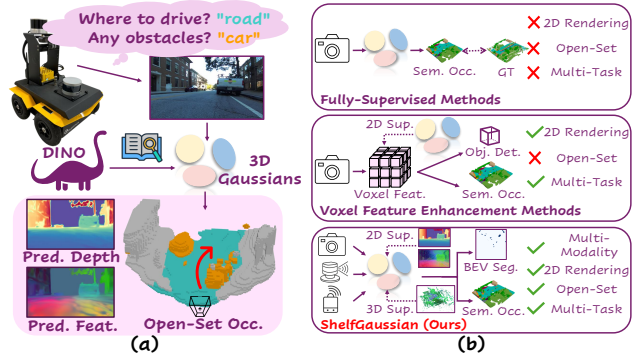 Where to drive? "road"
Any obstacles? "car"
DINO
3D
Gaussians
Pred. Depth
Pred. Feat.
Open-Set Occ.
(a)
Sem. Occ.
GT
2D Rendering
Open-Set
Multi-Task
Fully-Supervised Methods
2D Sup.
Voxel Feat.
Obj. Det.
Sem. Occ.
2D Rendering
Open-Set
Multi-Task
Voxel Feature Enhancement Methods
2D Sup.
3D Sup.
BEV Seg.
Sem. Occ.
Multi-
Modality
2D Rendering
Open-Set
Multi-Task
ShelfGaussian (Ours)
(b)